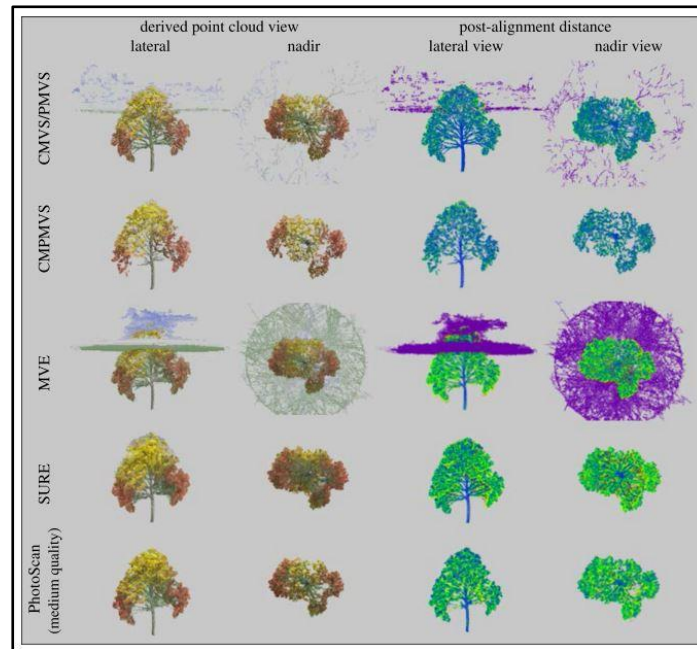 derived point cloud view
post-alignment distance
lateral
nadir
lateral view
nadir view
CMVS/PMVS
CMPMVS
MVE
SURE
PhotoScan
(medium quality)